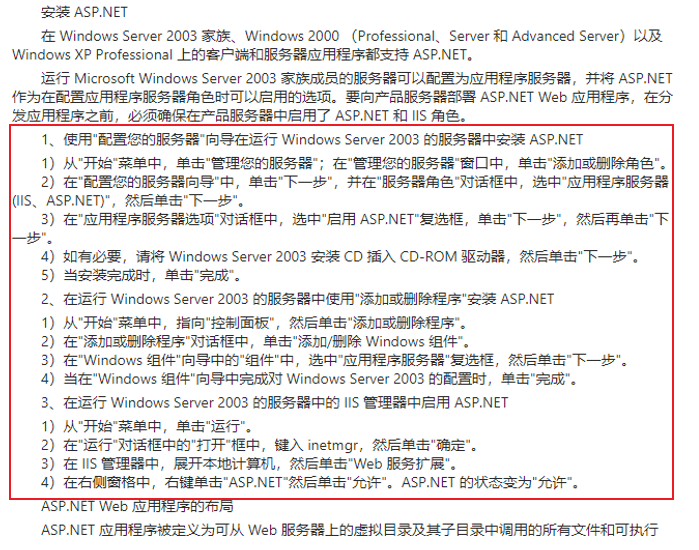 安装 ASP.NET
在 Windows Server 2003 家族、Windows 2000 （Professional、Server 和 Advanced Server）以及
Windows XP Professional 上的客户端和服务器应用程序都支持 ASP.NET。
运行 Microsoft Windows Server 2003 家族成员的服务器可以配置为应用程序服务器，并将 ASP.NET
作为在配置应用程序服务器角色时可以启用的选项。要向产品服务器部署 ASP.NET Web 应用程序，在分
发应用程序之前，必须确保在产品服务器中启用了 ASP.NET 和 IIS 角色。
1、使用"配置您的服务器"向导在运行 Windows Server 2003 的服务器中安装 ASP.NET
1）从"开始"菜单中，单击"管理您的服务器"；在"管理您的服务器"窗口中，单击"添加或删除角色"。
2）在"配置您的服务器向导"中，单击"下一步"，并在"服务器角色"对话框中，选中"应用程序服务器
(IIS、ASP.NET)"，然后单击"下一步"。
3）在"应用程序服务器选项"对话框中，选中"启用 ASP.NET"复选框，单击"下一步"，然后再单击"下
一步"。
4）如有必要，请将 Windows Server 2003 安装 CD 插入 CD-ROM 驱动器，然后单击"下一步"。
5）当安装完成时，单击"完成"。
2、在运行 Windows Server 2003 的服务器中使用"添加或删除程序"安装 ASP.NET
1）从"开始"菜单中，指向"控制面板"，然后单击"添加或删除程序"。
2）在"添加或删除程序"对话框中，单击"添加/删除 Windows 组件"。
3）在"Windows 组件"向导中的"组件"中，选中"应用程序服务器"复选框，然后单击"下一步"。
4）当在"Windows 组件"向导中完成对 Windows Server 2003 的配置时，单击"完成"。
3、在运行 Windows Server 2003 的服务器中的 IIS 管理器中启用 ASP.NET
1）从"开始"菜单中，单击"运行"。
2）在"运行"对话框中的"打开"框中，键入 inetmgr，然后单击"确定"。
3）在 IIS 管理器中，展开本地计算机，然后单击"Web 服务扩展"。
4）在右侧窗格中，右键单击"ASP.NET"然后单击"允许"。ASP.NET 的状态变为"允许"。
ASP.NET Web 应用程序的布局
ASP.NET 应用程序被定义为可从 Web 服务器上的虚拟目录及其子目录中调用的所有文件和可执行